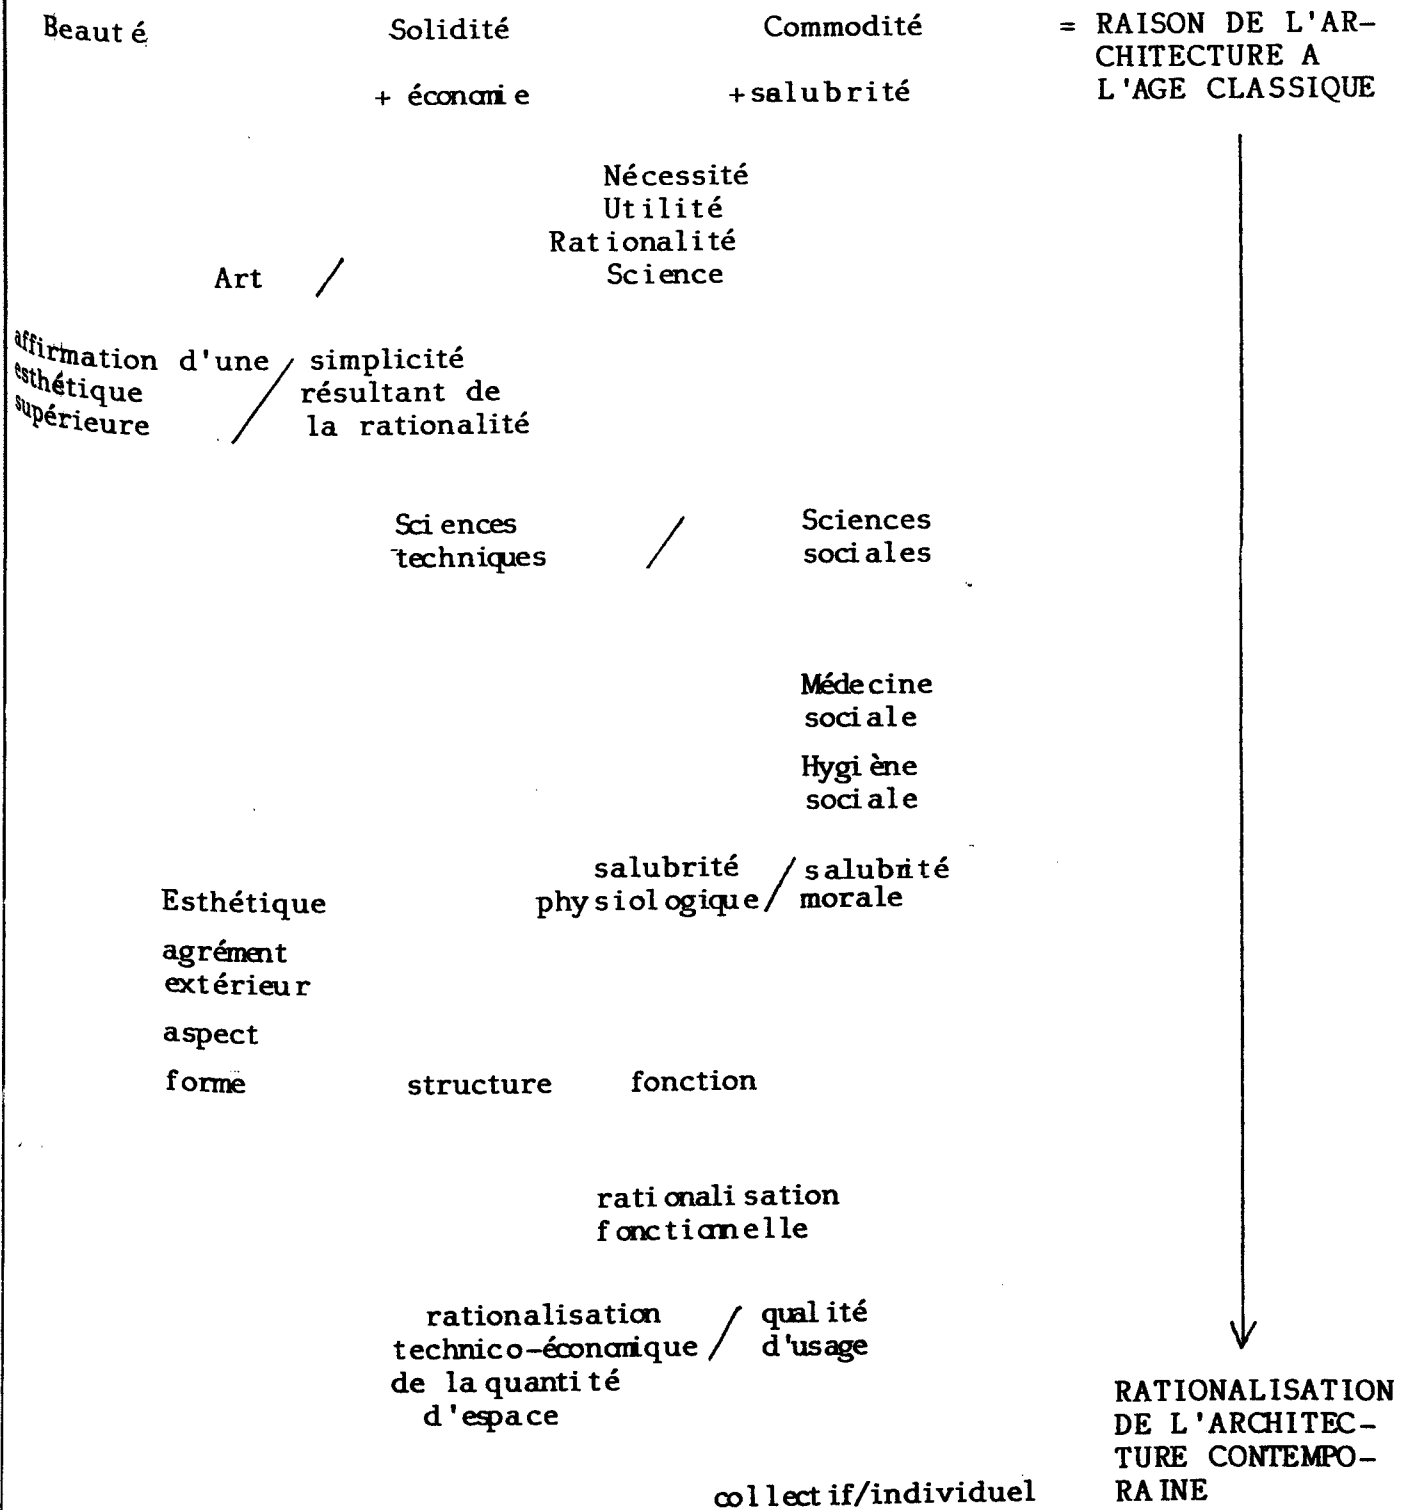 Beauté Solidité Commodité = RAISON DE L'AR-
CHITECTURE A
+ économie +salubrité L'AGE CLASSIQUE
Nécessité
Utilité
Rationalité
Art / Science
affirmation d'une / simplicité
esthétique résultant de
supérieure la rationalité
Sciences / Sciences
techniques sociales
Médecine
sociale
Hygiène
sociale
salubrité / salubrité
Esthétique physiologique morale
agrément
extérieur
aspect
forme structure fonction
rationalisation
fonctionnelle
rationalisation / qualité
technico-économique d'usage
de la quantité
d'espace
RATIONALISATION
DE L'ARCHITEC-
TURE CONTEMPO-
collectif/individuel RAINE